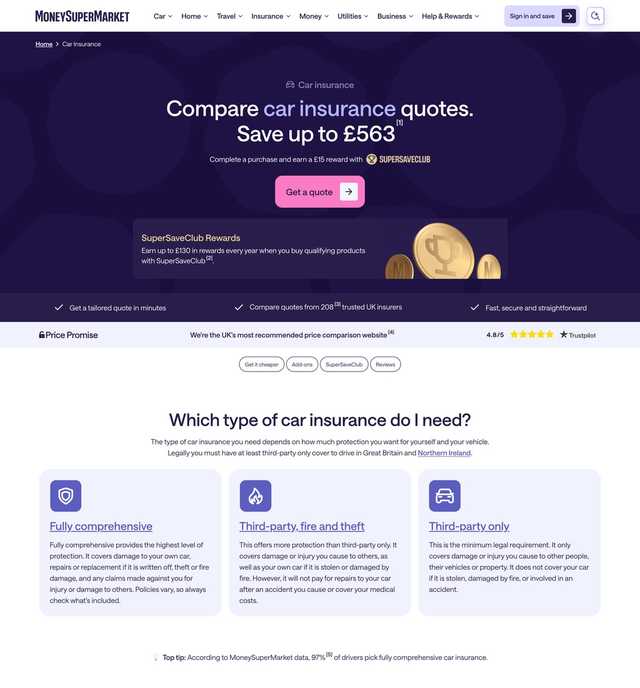 MONEYSUPERMARKET
Car
Home
Travel
Insurance
Money
Utilities
Business
Help & Rewards
Sign in and save
Home > Car Insurance
Car insurance
Compare car insurance quotes.
Save up to £563[1]
Complete a purchase and earn a £15 reward with SUPERSAVECLUB
Get a quote
SuperSaveClub Rewards
Earn up to £130 in rewards every year when you buy qualifying products
with SuperSaveClub[2].
Get a tailored quote in minutes
Compare quotes from 208[3] trusted UK insurers
Fast, secure and straightforward
Price Promise
We're the UK's most recommended price comparison website[4]
4.8/5
Trustpilot
Get it cheaper
Add-ons
SuperSaveClub
Reviews
Which type of car insurance do I need?
The type of car insurance you need depends on how much protection you want for yourself and your vehicle.
Legally you must have at least third-party only cover to drive in Great Britain and Northern Ireland.
Fully comprehensive
Fully comprehensive provides the highest level of
protection. It covers damage to your own car,
repairs or replacement if it is written off, theft or fire
damage, and any claims made against you for
injury or damage to others. Policies vary, so always
check what's included.
Third-party, fire and theft
This offers more protection than third-party only. It
covers damage or injury you cause to others, as
well as your own car if it is stolen or damaged by
fire. However, it will not pay for repairs to your car
after an accident you cause or cover your medical
costs.
Third-party only
This is the minimum legal requirement. It only
covers damage or injury you cause to other people,
their vehicles or property. It does not cover your car
if it is stolen, damaged by fire, or involved in an
accident.
Top tip: According to MoneySuperMarket data, 97%[5] of drivers pick fully comprehensive car insurance.